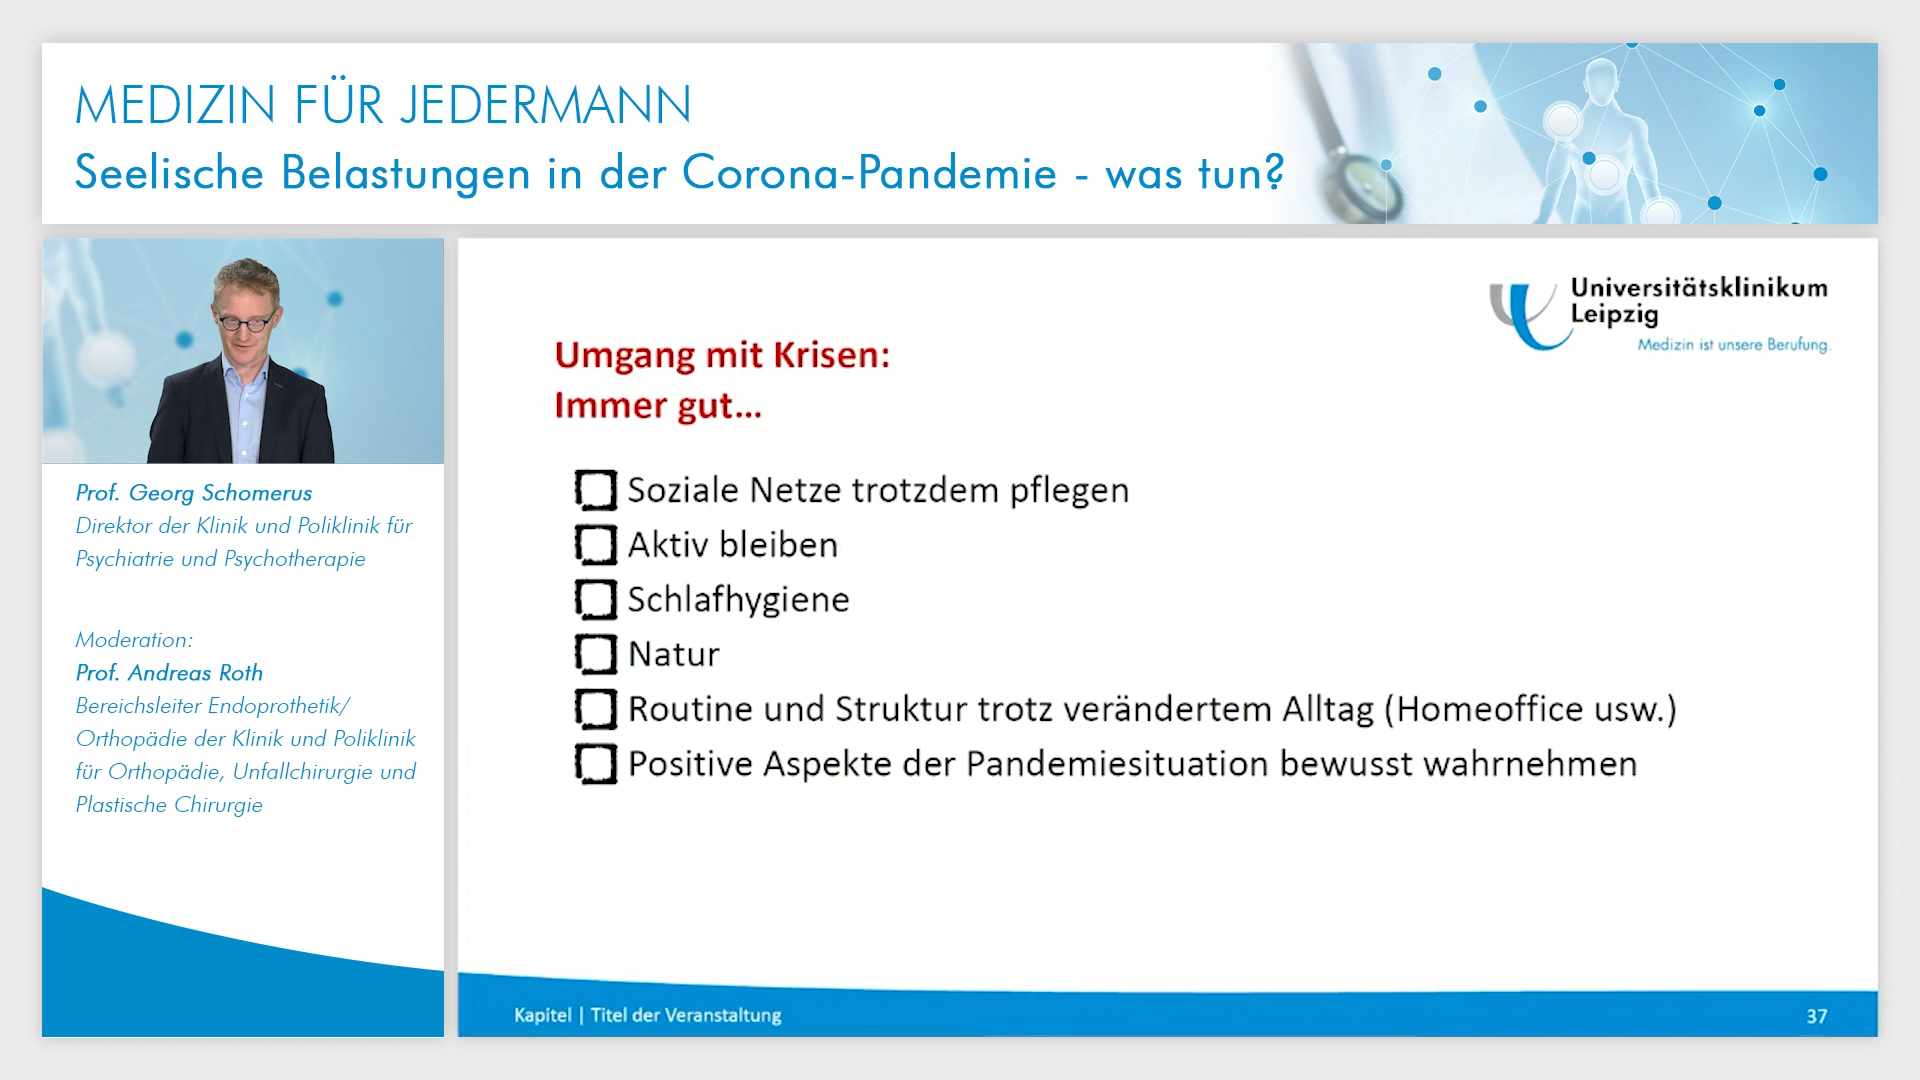 MEDIZIN FÜR JEDERMANN
Seelische Belastungen in der Corona-Pandemie - was tun?
Prof. Georg Schomerus
Direktor der Klinik und Poliklinik für
Psychiatrie und Psychotherapie
Moderation:
Prof. Andreas Roth
Bereichsleiter Endoprothetik/
Orthopädie der Klinik und Poliklinik
für Orthopädie, Unfallchirurgie und
Plastische Chirurgie
Universitätsklinikum
Leipzig
Medizin ist unsere Berufung.
Umgang mit Krisen:
Immer gut...
Soziale Netze trotzdem pflegen
Aktiv bleiben
Schlafhygiene
Natur
Routine und Struktur trotz verändertem Alltag (Homeoffice usw.)
Positive Aspekte der Pandemiesituation bewusst wahrnehmen
Kapitel | Titel der Veranstaltung
37